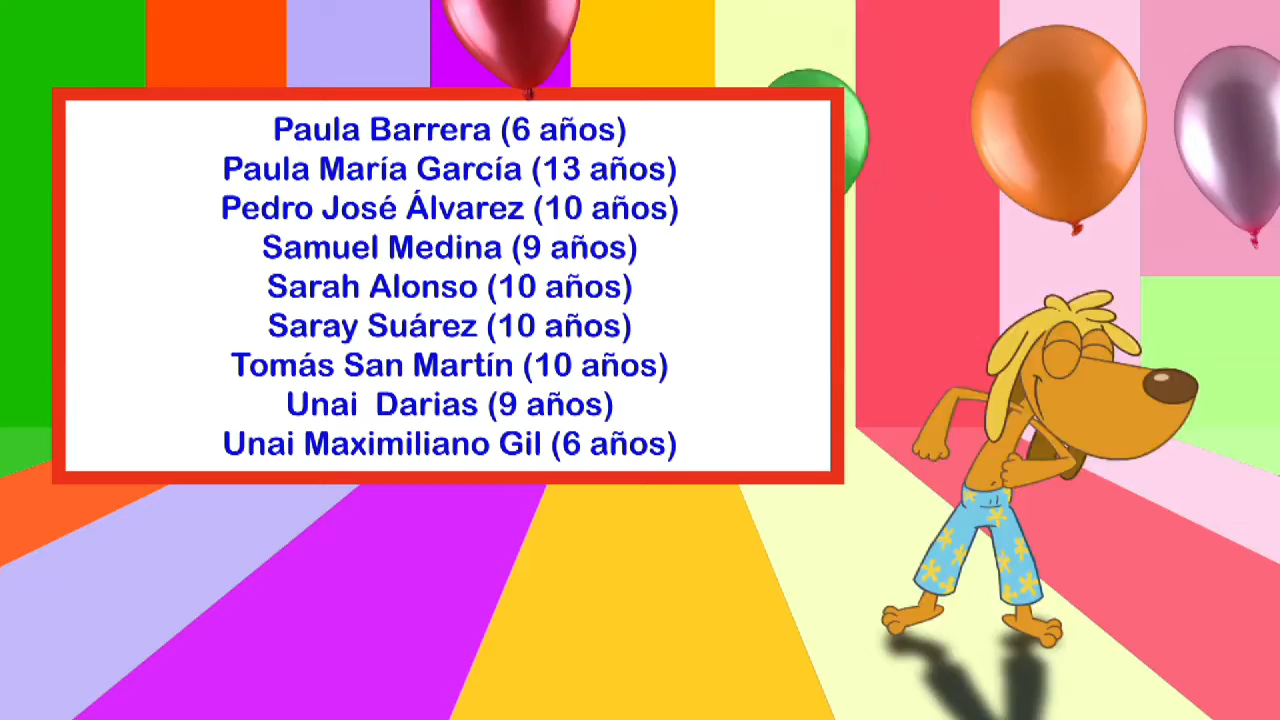 Paula Barrera (6 años)
Paula María García (13 años)
Pedro José Álvarez (10 años)
Samuel Medina (9 años)
Sarah Alonso (10 años)
Saray Suárez (10 años)
Tomás San Martín (10 años)
Unai  Darias (9 años)
Unai Maximiliano Gil (6 años)